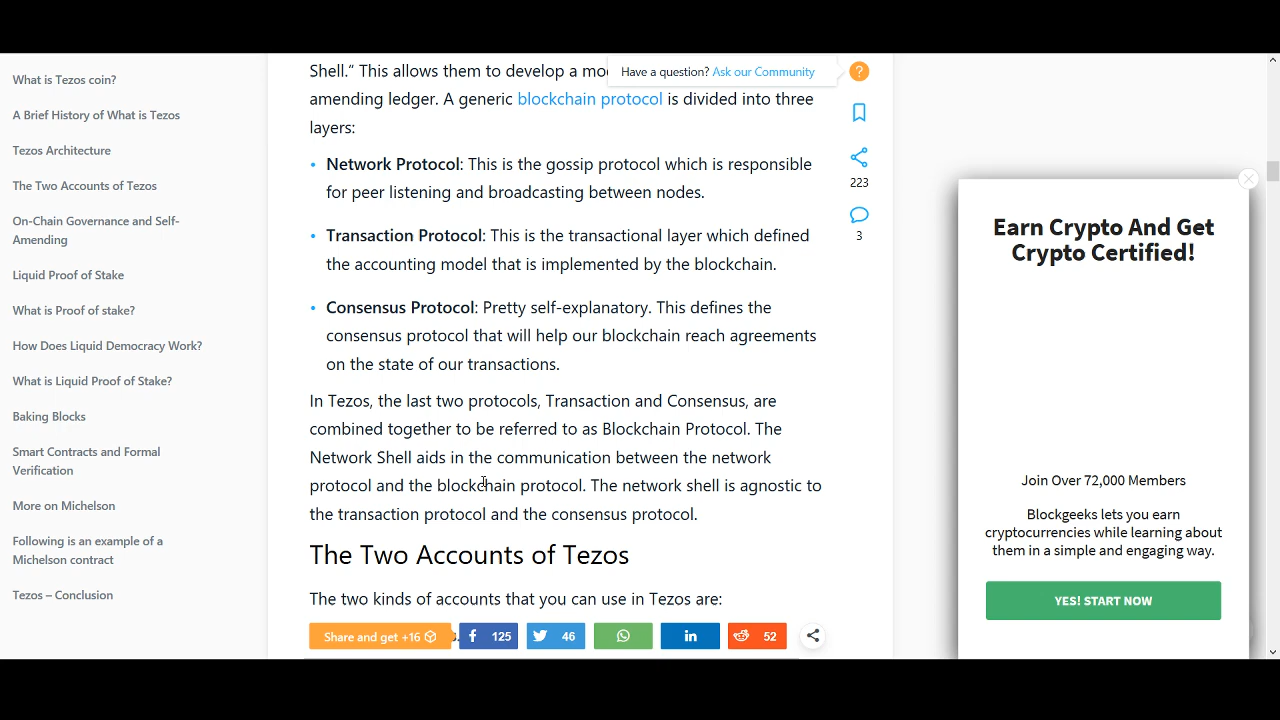 What is Tezos coin?
A Brief History of What is Tezos
Tezos Architecture
The Two Accounts of Tezos
On-Chain Governance and Self-
Amending
Liquid Proof of Stake
What is Proof of stake?
How Does Liquid Democracy Work?
What is Liquid Proof of Stake?
Baking Blocks
Smart Contracts and Formal
Verification
More on Michelson
Following is an example of a
Michelson contract
Tezos – Conclusion
Shell.” This allows them to develop a
amending ledger. A generic blockchain protocol is divided into three
layers:
• Network Protocol: This is the gossip protocol which is responsible
for peer listening and broadcasting between nodes.
• Transaction Protocol: This is the transactional layer which defined
the accounting model that is implemented by the blockchain.
• Consensus Protocol: Pretty self-explanatory. This defines the
consensus protocol that will help our blockchain reach agreements
on the state of our transactions.
In Tezos, the last two protocols, Transaction and Consensus, are
combined together to be referred to as Blockchain Protocol. The
Network Shell aids in the communication between the network
protocol and the blockchain protocol. The network shell is agnostic to
the transaction protocol and the consensus protocol.
The Two Accounts of Tezos
The two kinds of accounts that you can use in Tezos are:
Share and get +16
125
46
in
52
Have a question? Ask our Community
?
223
3
Earn Crypto And Get
Crypto Certified!
Join Over 72,000 Members
Blockgeeks lets you earn
cryptocurrencies while learning about
them in a simple and engaging way.
YES! START NOW